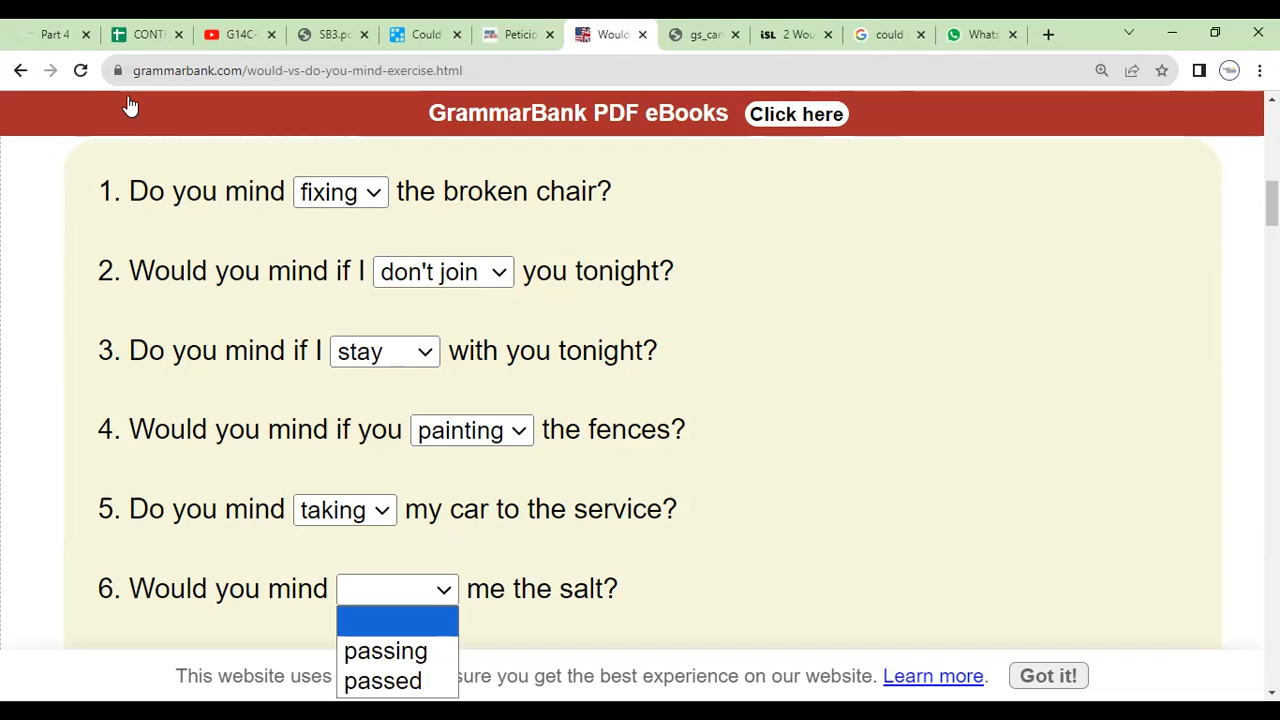 Part 4
CONTI
G14C-
SB3.pc
Could
Peticio
Would
gs_can
iSL 2 Wou
could
Whats
grammarbank.com/would-vs-do-you-mind-exercise.html
GrammarBank PDF eBooks Click here
1. Do you mind fixing the broken chair?
2. Would you mind if I don't join you tonight?
3. Do you mind if I stay with you tonight?
4. Would you mind if you painting the fences?
5. Do you mind taking my car to the service?
6. Would you mind me the salt?
passing
passed
This website uses sure you get the best experience on our website. Learn more. Got it!